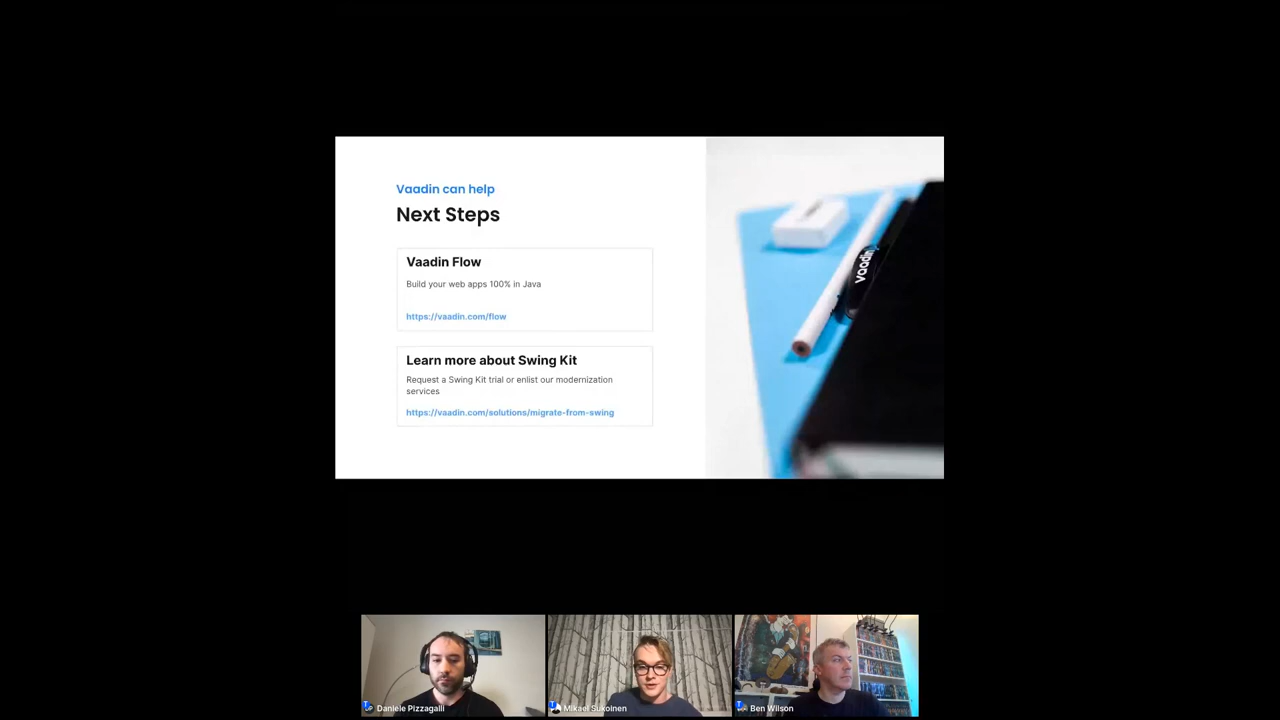 Vaadin can help
Next Steps
Vaadin Flow
Build your web apps 100% in Java
https://vaadin.com/flow
Learn more about Swing Kit
Request a Swing Kit trial or enlist our modernization
services
https://vaadin.com/solutions/migrate-from-swing
vaadin
Daniele Pizzagalli
Mikael Sukoinen
Ben Wilson